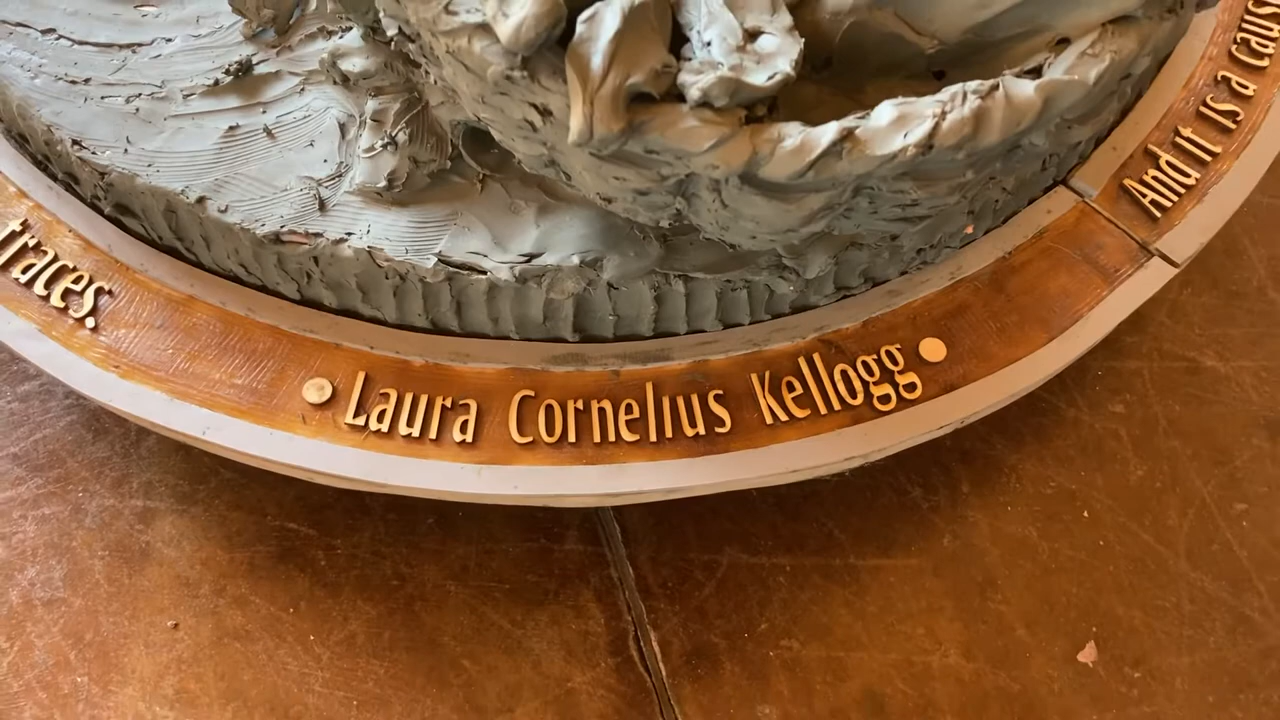 traces.
• Laura Cornelius Kellogg •
And it is a caus